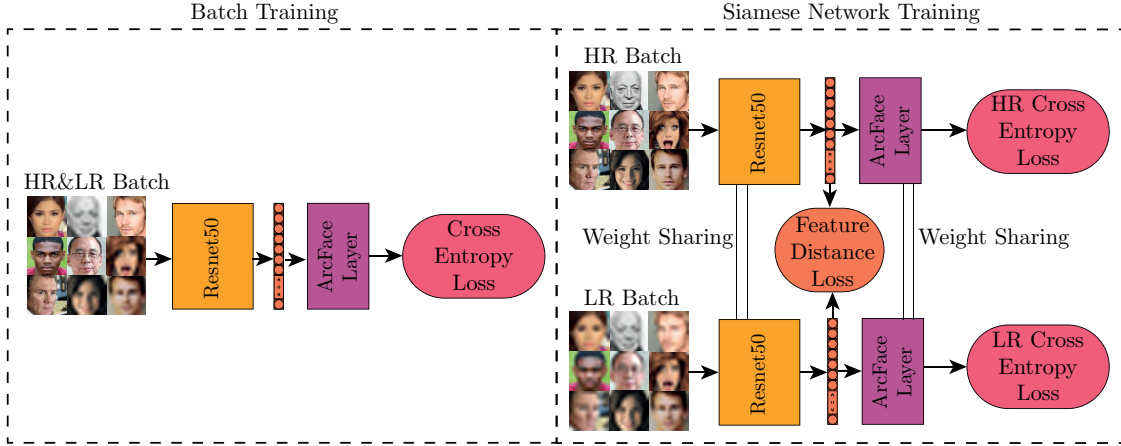 Batch Training
HR&LR Batch
Resnet50
ArcFace
Layer
Cross
Entropy
Loss
Siamese Network Training
HR Batch
Resnet50
ArcFace
Layer
HR Cross
Entropy
Loss
Weight Sharing
Feature
Distance
Loss
Weight Sharing
LR Batch
Resnet50
ArcFace
Layer
LR Cross
Entropy
Loss